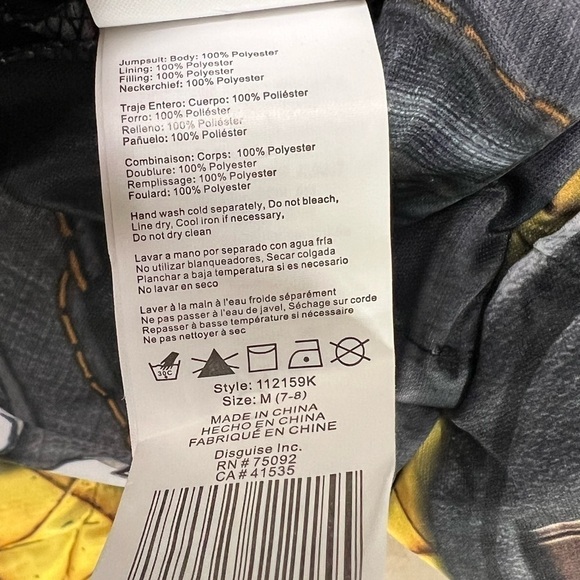 Jumpsuit: Body: 100% Polyester
Lining: 100% Polyester
Filling: 100% Polyester
Neckerchief: 100% Polyester
Traje Entero: Cuerpo: 100% Poliéster
Forro: 100% Poliéster
Relleno: 100% Poliéster
Pañuelo: 100% Poliéster
Combinaison: Corps: 100% Polyester
Doublure: 100% Polyester
Remplissage: 100% Polyester
Foulard: 100% Polyester
Hand wash cold separately, Do not bleach,
Line dry, Cool iron if necessary,
Do not dry clean
Lavar a mano por separado con agua fría
No utilizar blanqueadores, Secar colgada
Planchar a baja temperatura si es necesario
No lavar en seco
Laver à la main à l'eau froide séparément
Ne pas passer à l'eau de javel, Séchage sur corde
Repasser à basse température si nécessaire
Ne pas nettoyer à sec
30C
Style: 112159K
Size: M (7-8)
MADE IN CHINA
HECHO EN CHINA
FABRIQUÉ EN CHINE
Disguise Inc.
RN# 75092
CA# 41535